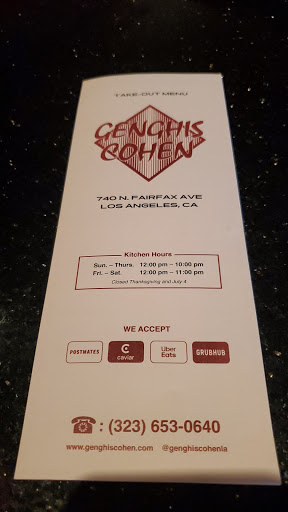 TAKE-OUT MENU
GENGHIS
COHEN
740 N. FAIRFAX AVE
LOS ANGELES, CA
Kitchen Hours
Sun. – Thurs. 12:00 pm – 10:00 pm
Fri. – Sat. 12:00 pm – 11:00 pm
Closed Thanksgiving and July 4
WE ACCEPT
POSTMATES
caviar
Uber
Eats
GRUBHUB
: (323) 653-0640
www.genghiscohen.com @genghiscohenla